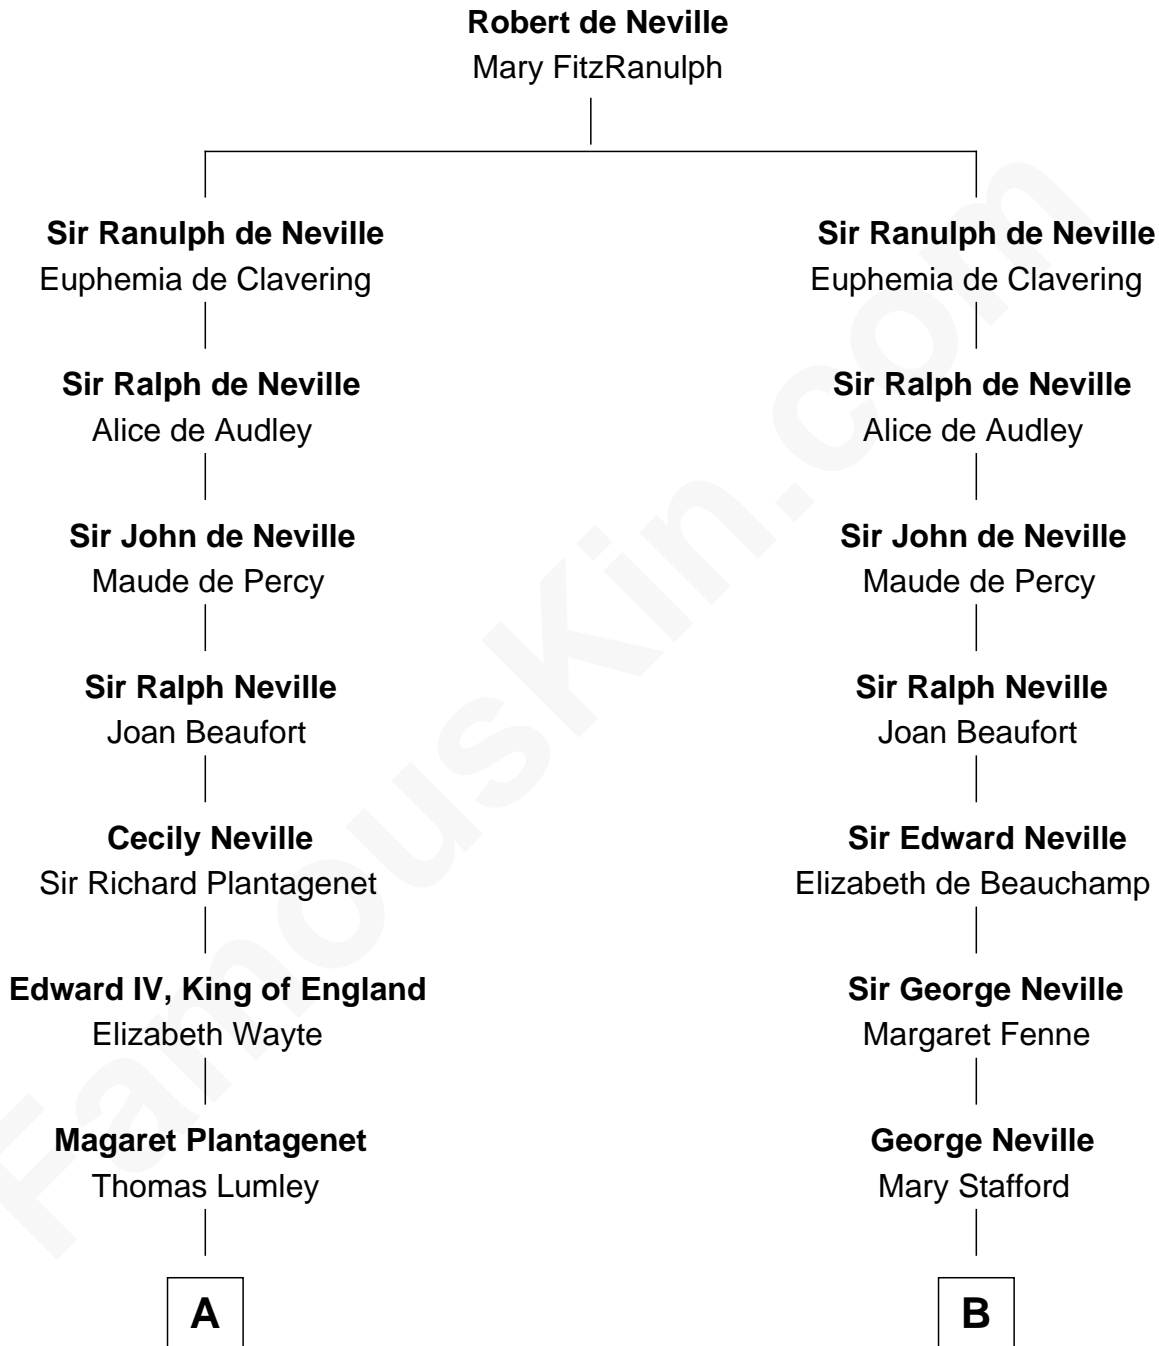 Robert de Neville
Mary FitzRanulph
Sir Ranulph de Neville
Euphemia de Clavering
Sir Ranulph de Neville
Euphemia de Clavering
Sir Ralph de Neville
Alice de Audley
Sir Ralph de Neville
Alice de Audley
Sir John de Neville
Maude de Percy
Sir John de Neville
Maude de Percy
Sir Ralph Neville
Joan Beaufort
Sir Ralph Neville
Joan Beaufort
Cecily Neville
Sir Richard Plantagenet
Sir Edward Neville
Elizabeth de Beauchamp
Edward IV, King of England
Elizabeth Wayte
Sir George Neville
Margaret Fenne
Magaret Plantagenet
Thomas Lumley
George Neville
Mary Stafford
A
B
FamousKin.com